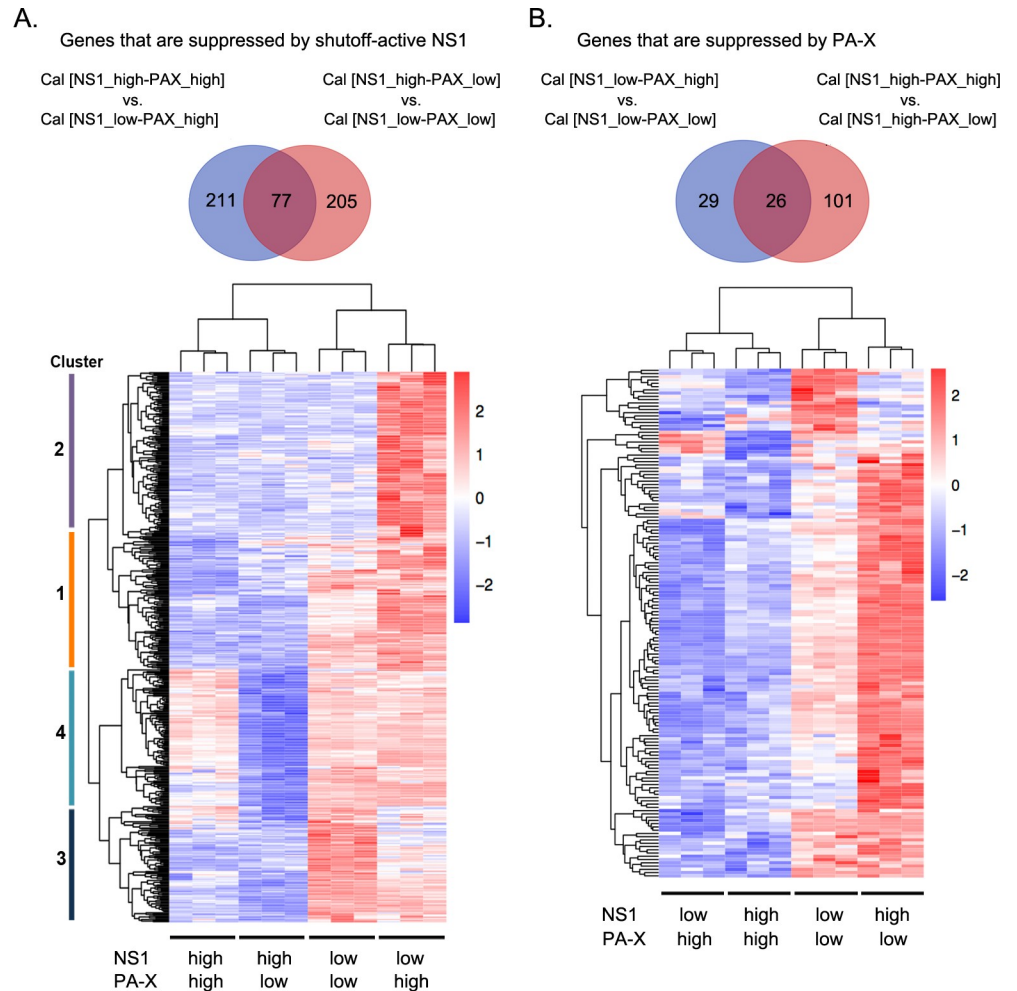 A.
Genes that are suppressed by shutoff-active NS1
Cal [NS1_high-PAX_high]
vs.
Cal [NS1_low-PAX_high]
Cal [NS1_high-PAX_low]
vs.
Cal [NS1_low-PAX_low]
211 77 205
Cluster
2
1
4
3
2
1
0
−1
−2
NS1 high high low low
PA-X high low low high
B.
Genes that are suppressed by PA-X
Cal [NS1_low-PAX_high]
vs.
Cal [NS1_low-PAX_low]
Cal [NS1_high-PAX_high]
vs.
Cal [NS1_high-PAX_low]
29 26 101
2
1
0
−1
−2
NS1 low high low high
PA-X high high low low